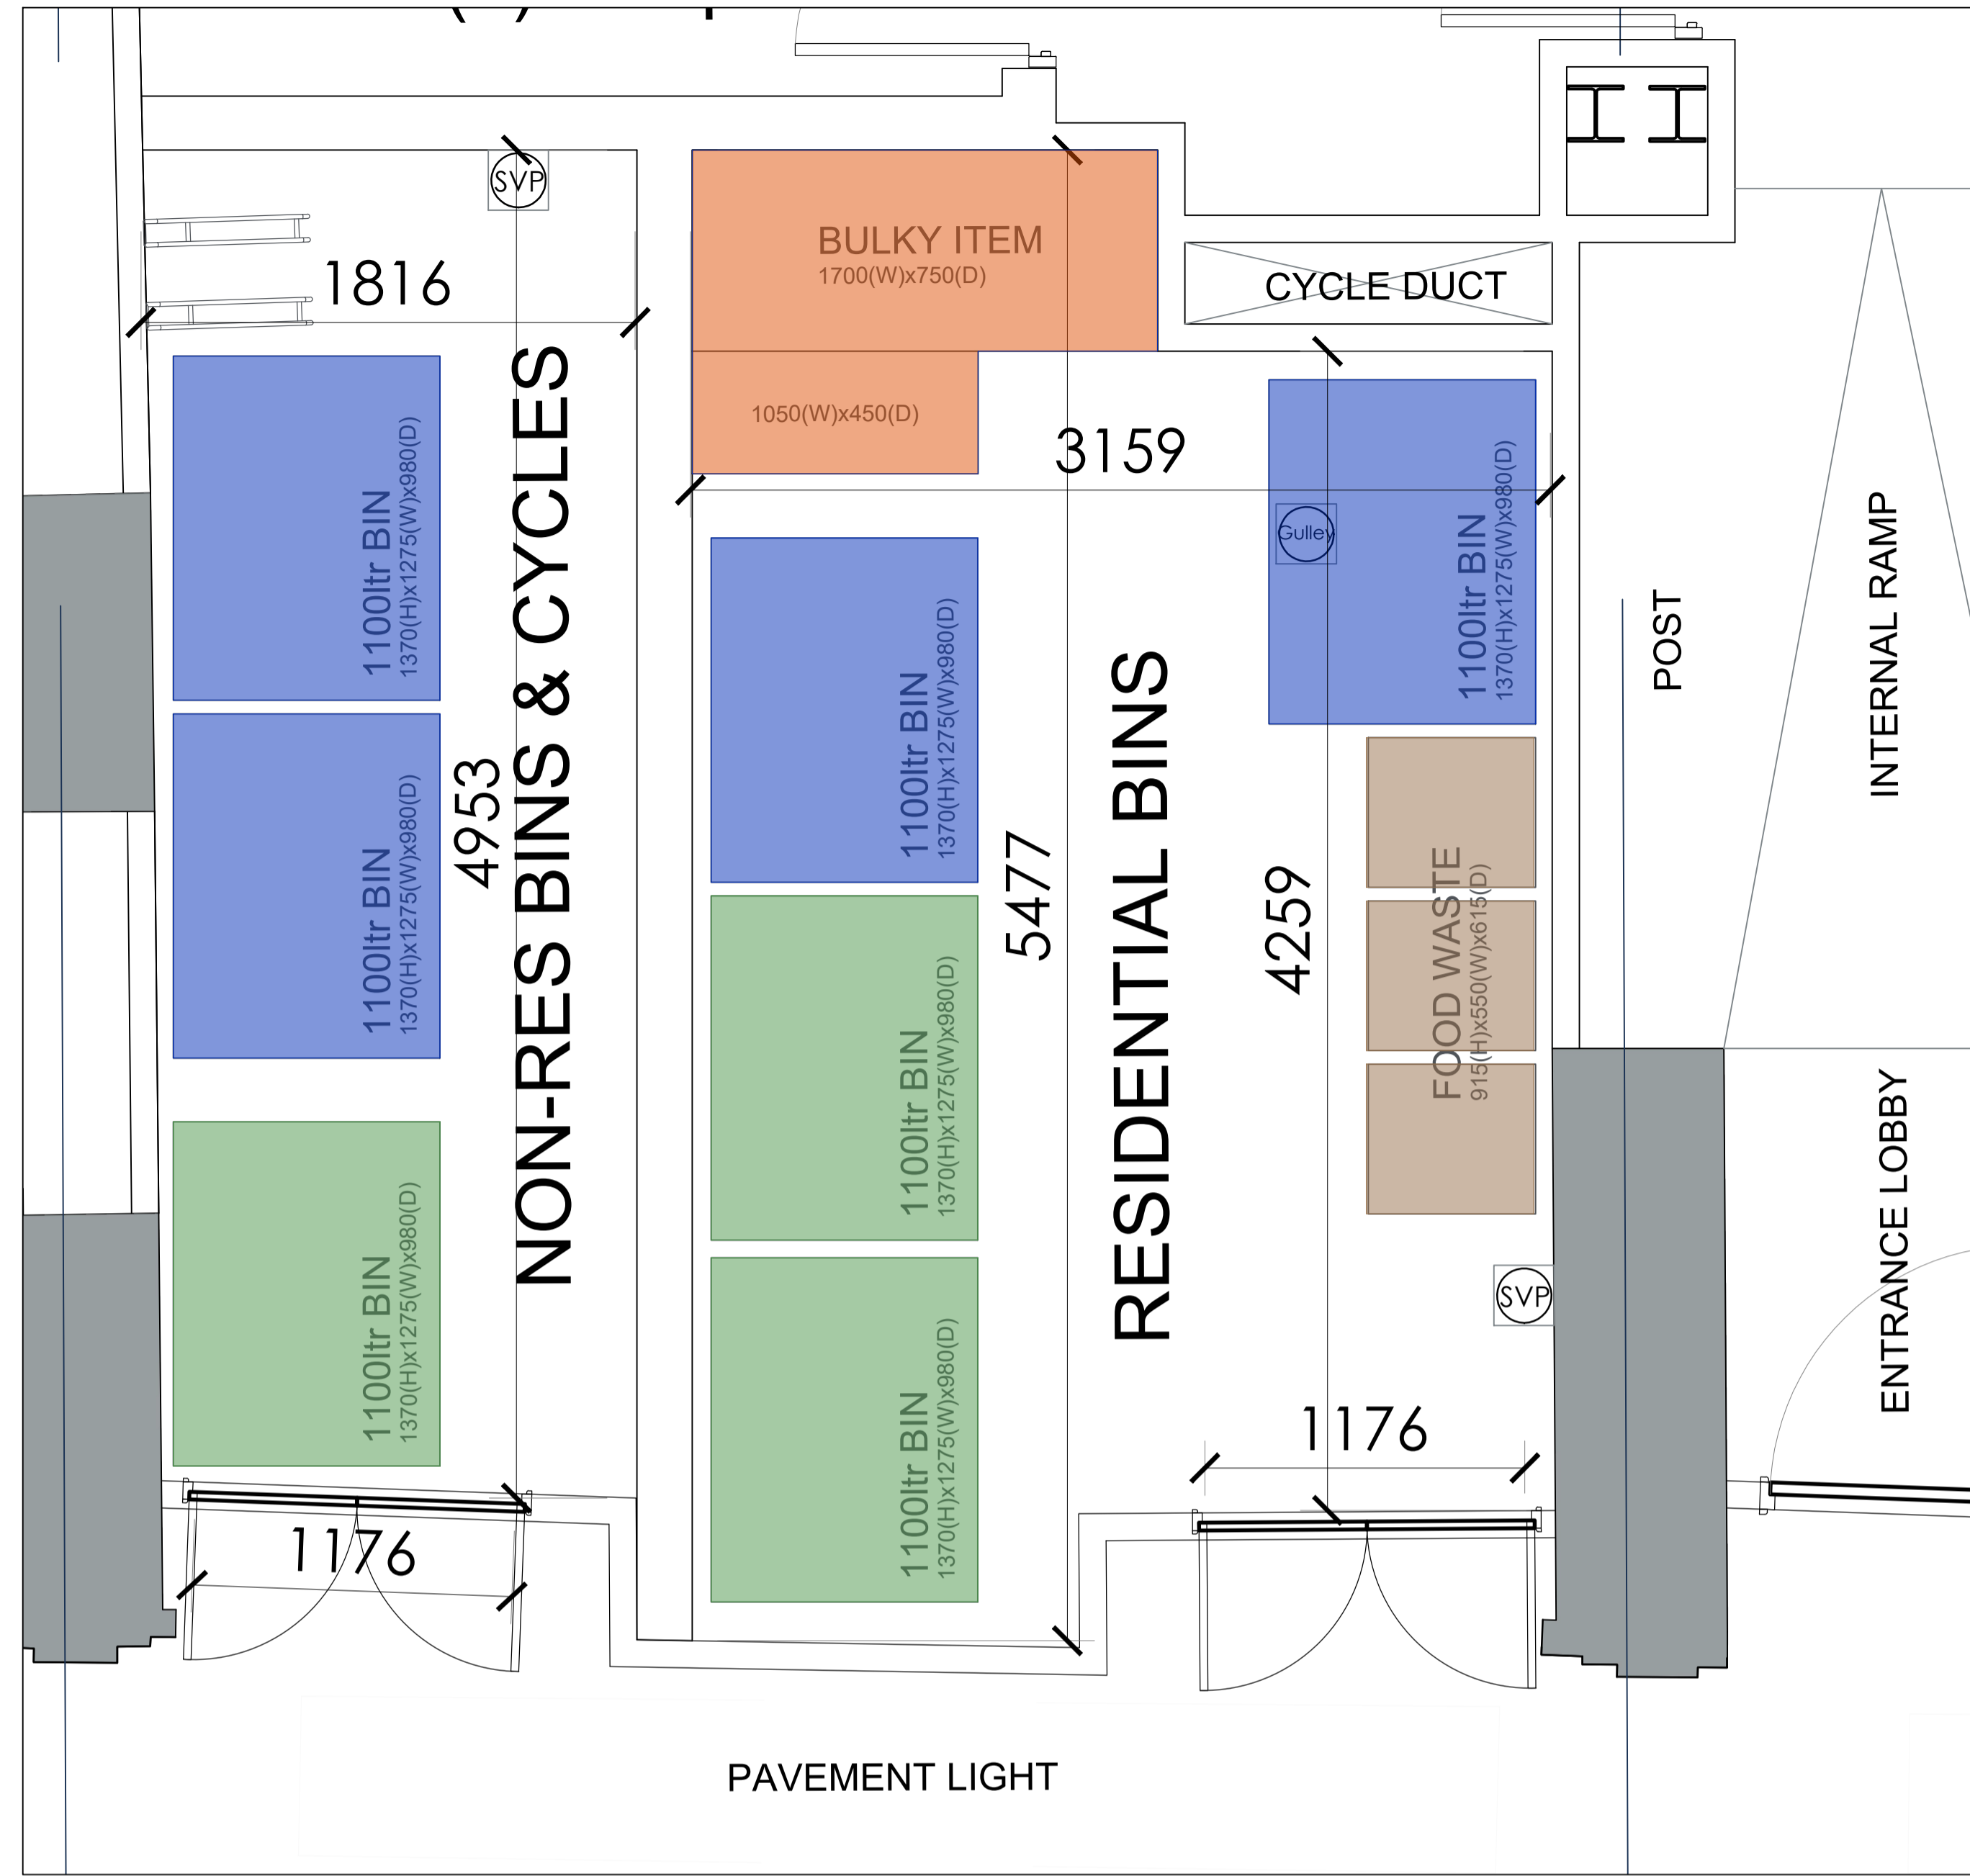 SVP
1816
BULKY ITEM
1700(W)x750(D)
1050(W)x450(D)
CYCLE DUCT
3159
1100ltr BIN
1370(H)x1275(W)x980(D)
1100ltr BIN
1370(H)x1275(W)x980(D)
1100ltr BIN
1370(H)x1275(W)x980(D)
4953
NON-RES BINS & CYCLES
1176
1100ltr BIN
1370(H)x1275(W)x980(D)
1100ltr BIN
1370(H)x1275(W)x980(D)
1100ltr BIN
1370(H)x1275(W)x980(D)
5477
RESIDENTIAL BINS
4259
Gulley
1100ltr BIN
1370(H)x1275(W)x980(D)
FOOD WASTE
915(H)x550(W)x615(D)
SVP
1176
POST
INTERNAL RAMP
ENTRANCE LOBBY
PAVEMENT LIGHT